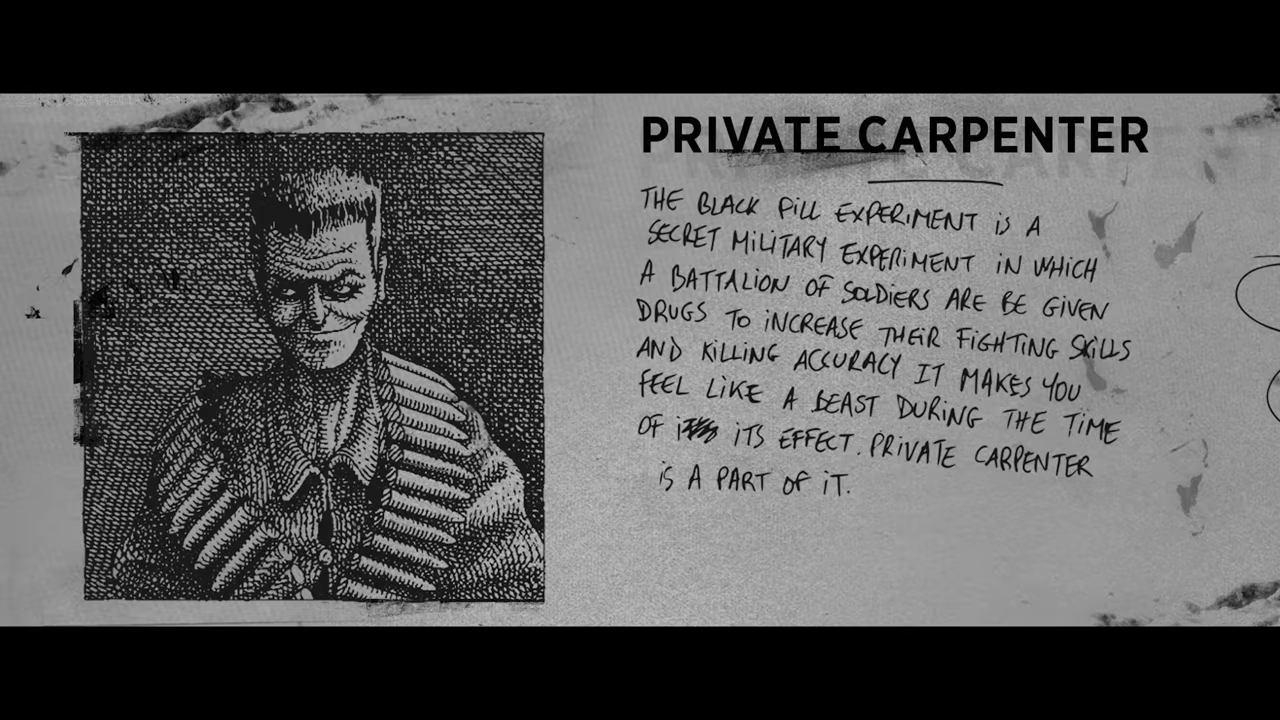 PRIVATE CARPENTER
THE BLACK PILL EXPERIMENT IS A
SECRET MILITARY EXPERIMENT IN WHICH
A BATTALION OF SOLDIERS ARE BE GIVEN
DRUGS TO INCREASE THEIR FIGHTING SKILLS
AND KILLING ACCURACY IT MAKES YOU
FEEL LIKE A BEAST DURING THE TIME
OF ITS EFFECT. PRIVATE CARPENTER
IS A PART OF IT.